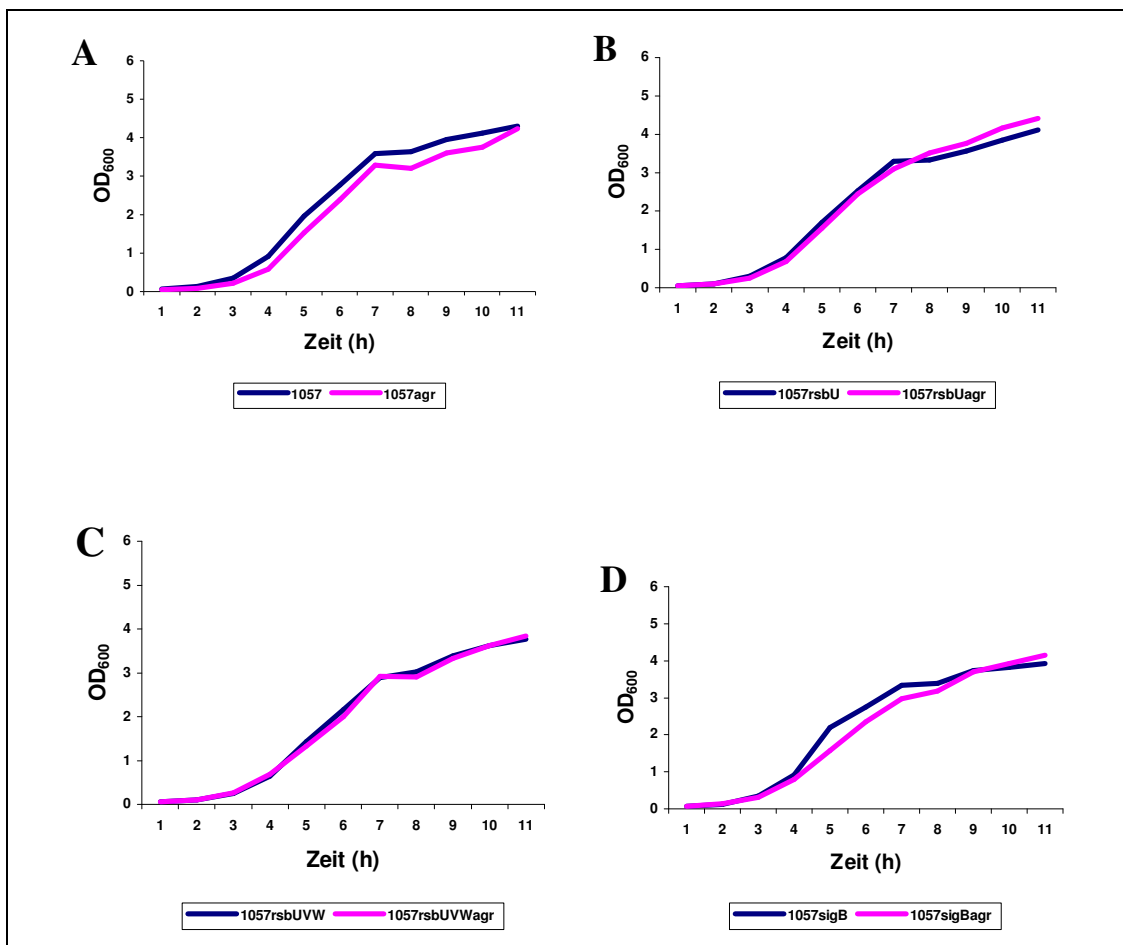 A
6
5
4
3
2
1
0
OD600
1 2 3 4 5 6 7 8 9 10 11
Zeit (h)
1057 1057agr
B
6
5
4
3
2
1
0
OD600
1 2 3 4 5 6 7 8 9 10 11
Zeit (h)
1057rsbU 1057rsbUagr
C
6
5
4
3
2
1
0
OD600
1 2 3 4 5 6 7 8 9 10 11
Zeit (h)
1057rsbUVW 1057rsbUVWagr
D
6
5
4
3
2
1
0
OD600
1 2 3 4 5 6 7 8 9 10 11
Zeit (h)
1057sigB 1057sigBagr